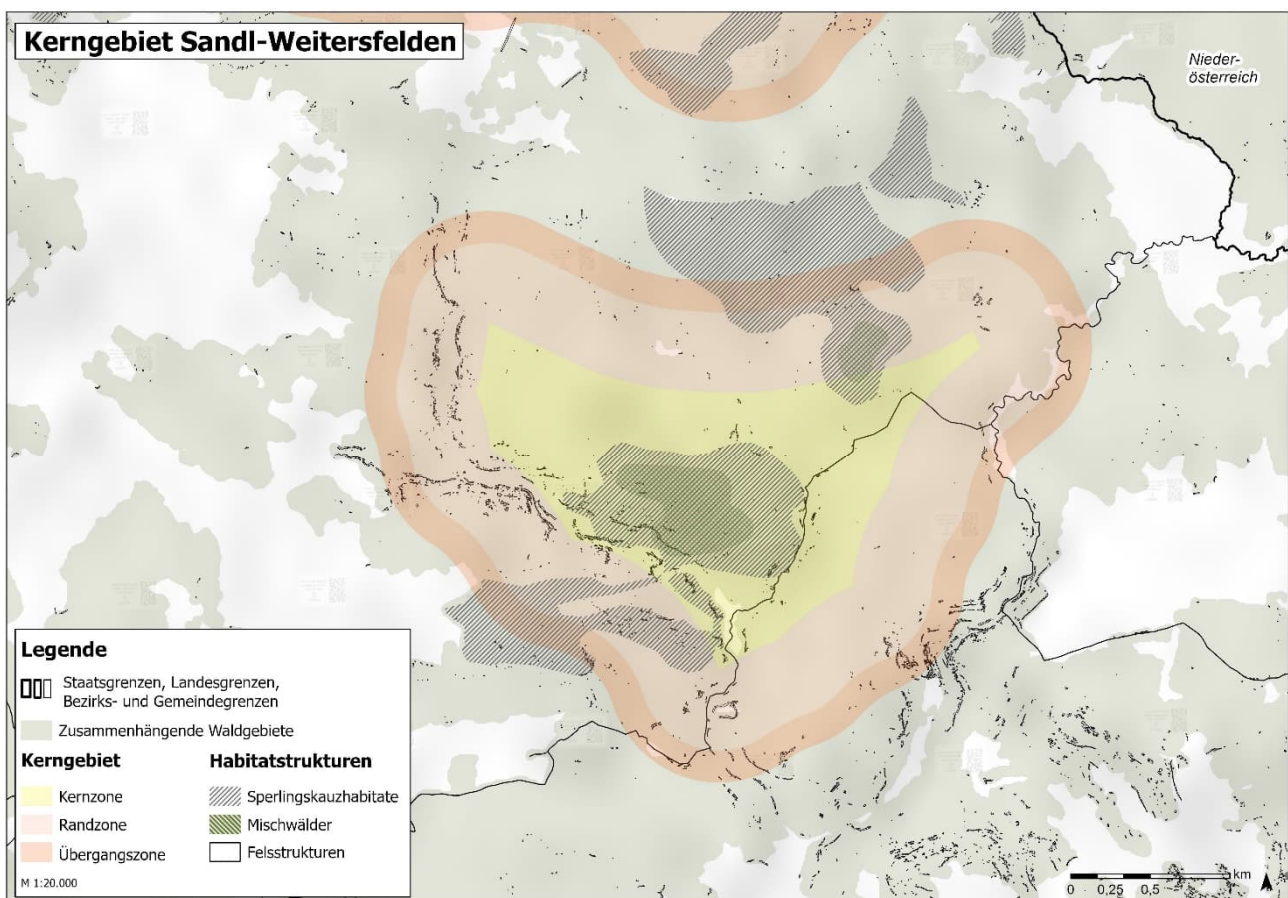 Kerngebiet Sandl-Weitersfelden
Nieder-
österreich
Legende
Staatsgrenzen, Landesgrenzen,
Bezirks- und Gemeindegrenzen
Zusammenhängende Waldgebiete
Kerngebiet
Kernzone
Randzone
Übergangszone
Habitatstrukturen
Sperlingskauzhabitate
Mischwälder
Felsstrukturen
M 1:20.000
km
0 0,25 0,5 1